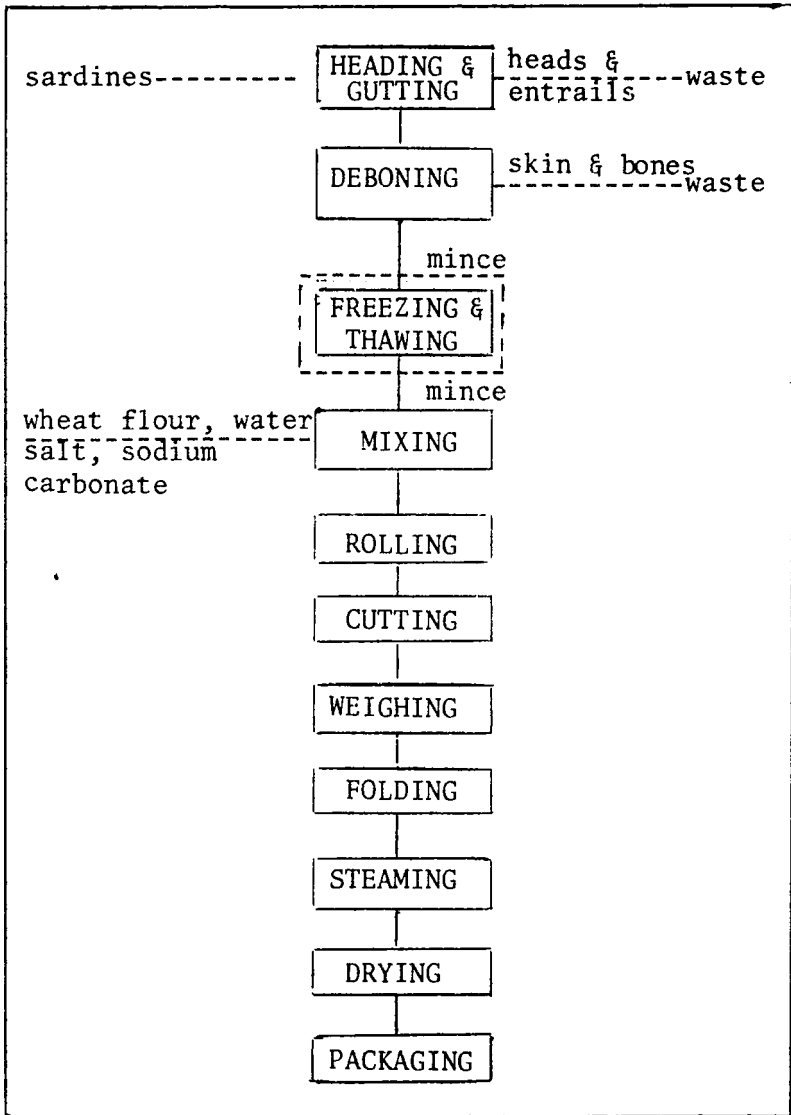 sardines--------- HEADING & heads &
GUTTING entrails waste
DEBONING skin & bones
waste
mince
FREEZING &
THAWING
mince
wheat flour, water
salt, sodium
carbonate
MIXING
ROLLING
CUTTING
WEIGHING
FOLDING
STEAMING
DRYING
PACKAGING